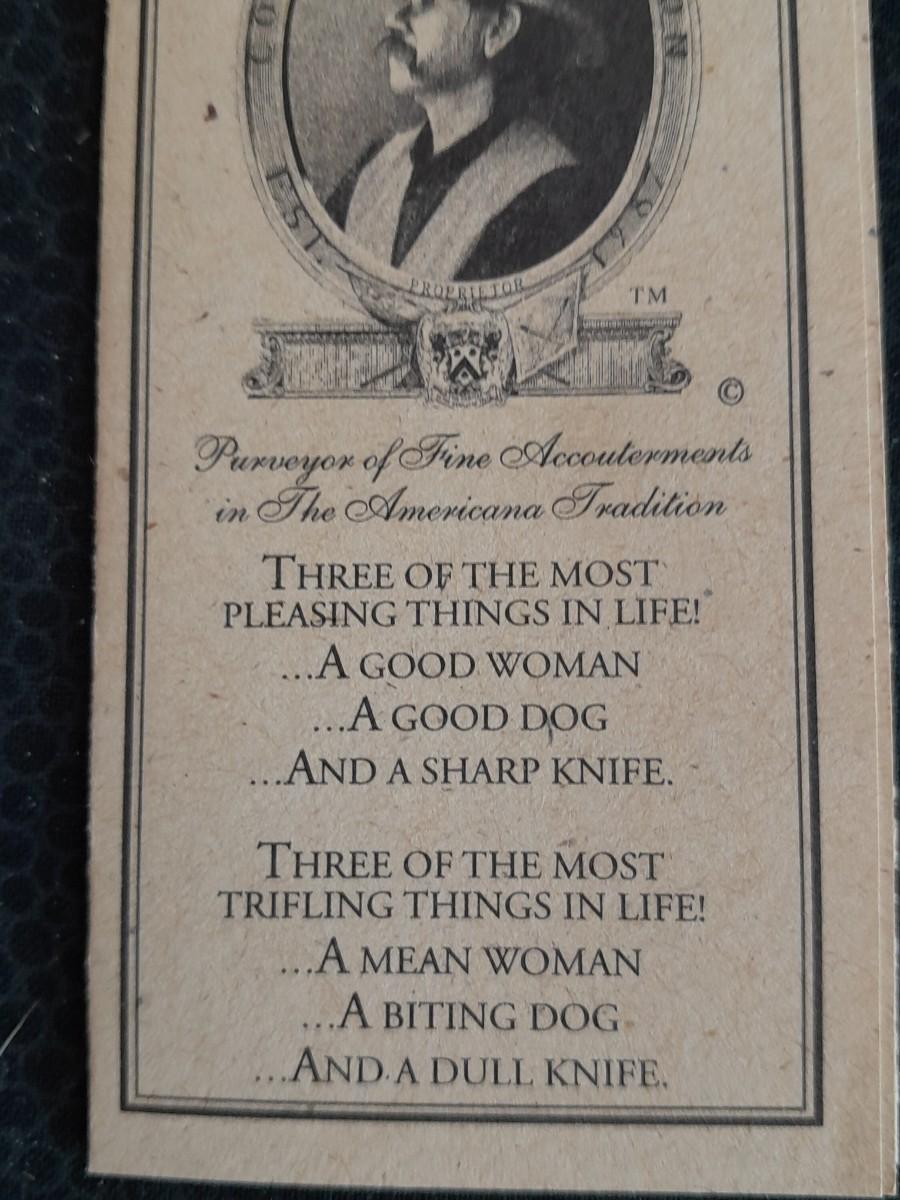 EST. 1967
PROPRIETOR
TM
©
Purveyor of Fine Accouterments
in The Americana Tradition
THREE OF THE MOST
PLEASING THINGS IN LIFE!
...A GOOD WOMAN
...A GOOD DOG
...AND A SHARP KNIFE.
THREE OF THE MOST
TRIFLING THINGS IN LIFE!
...A MEAN WOMAN
...A BITING DOG
...AND A DULL KNIFE.